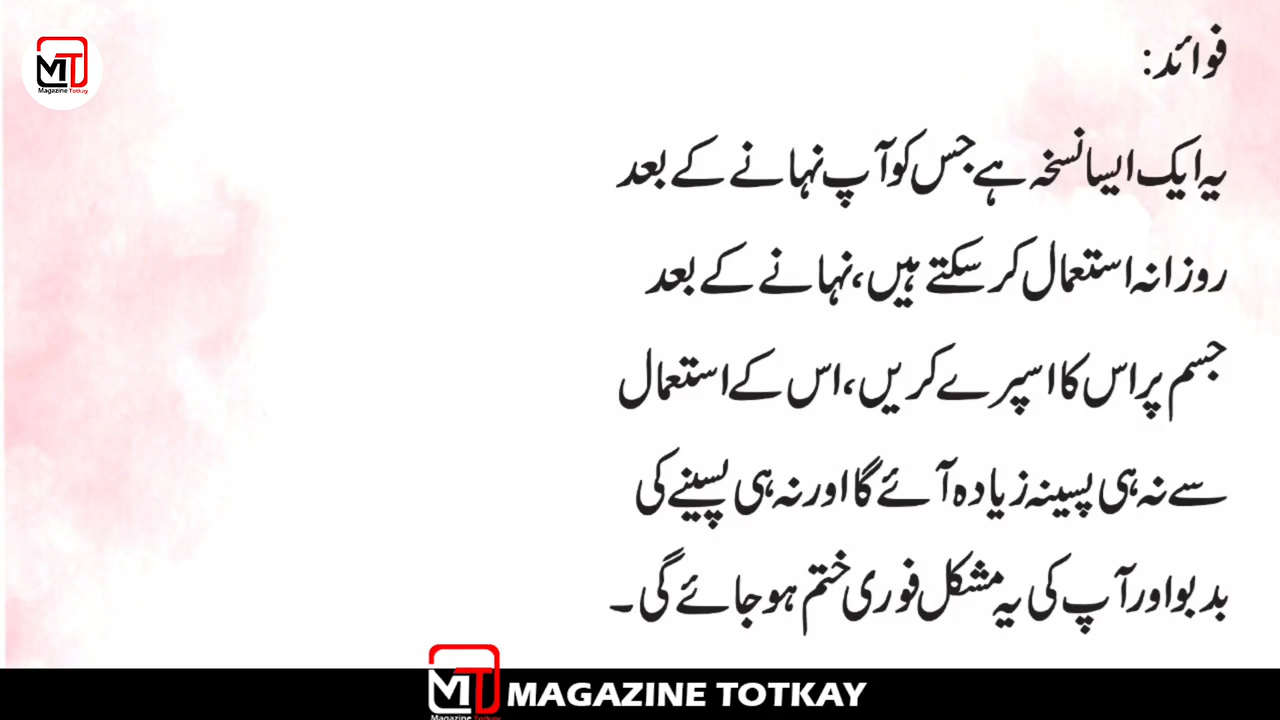 MT
Magazine Totkay
فوائد:
یہ ایک ایسا نسخہ ہے جس کو آپ نہانے کے بعد
روزانہ استعمال کر سکتے ہیں، نہانے کے بعد
جسم پر اس کا اسپرے کریں، اس کے استعمال
سے نہ ہی پسینہ زیادہ آئے گا اور نہ ہی پسینے کی
بدبو اور آپ کی یہ مشکل فوری ختم ہو جائے گی۔
MT
Magazine Totkay
MAGAZINE TOTKAY